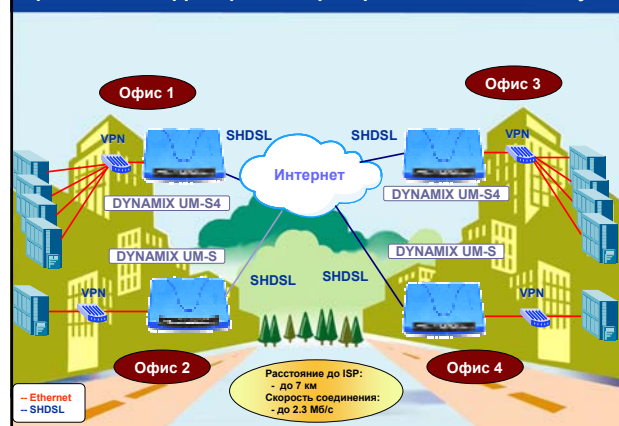 Офис 1
Офис 3
VPN
SHDSL
SHDSL
VPN
Интернет
DYNAMIX UM-S4
DYNAMIX UM-S4
DYNAMIX UM-S
DYNAMIX UM-S
SHDSL
SHDSL
VPN
VPN
Офис 2
Офис 4
Расстояние до ISP:
- до 7 км
Скорость соединения:
- до 2.3 Мб/с
-- Ethernet
-- SHDSL